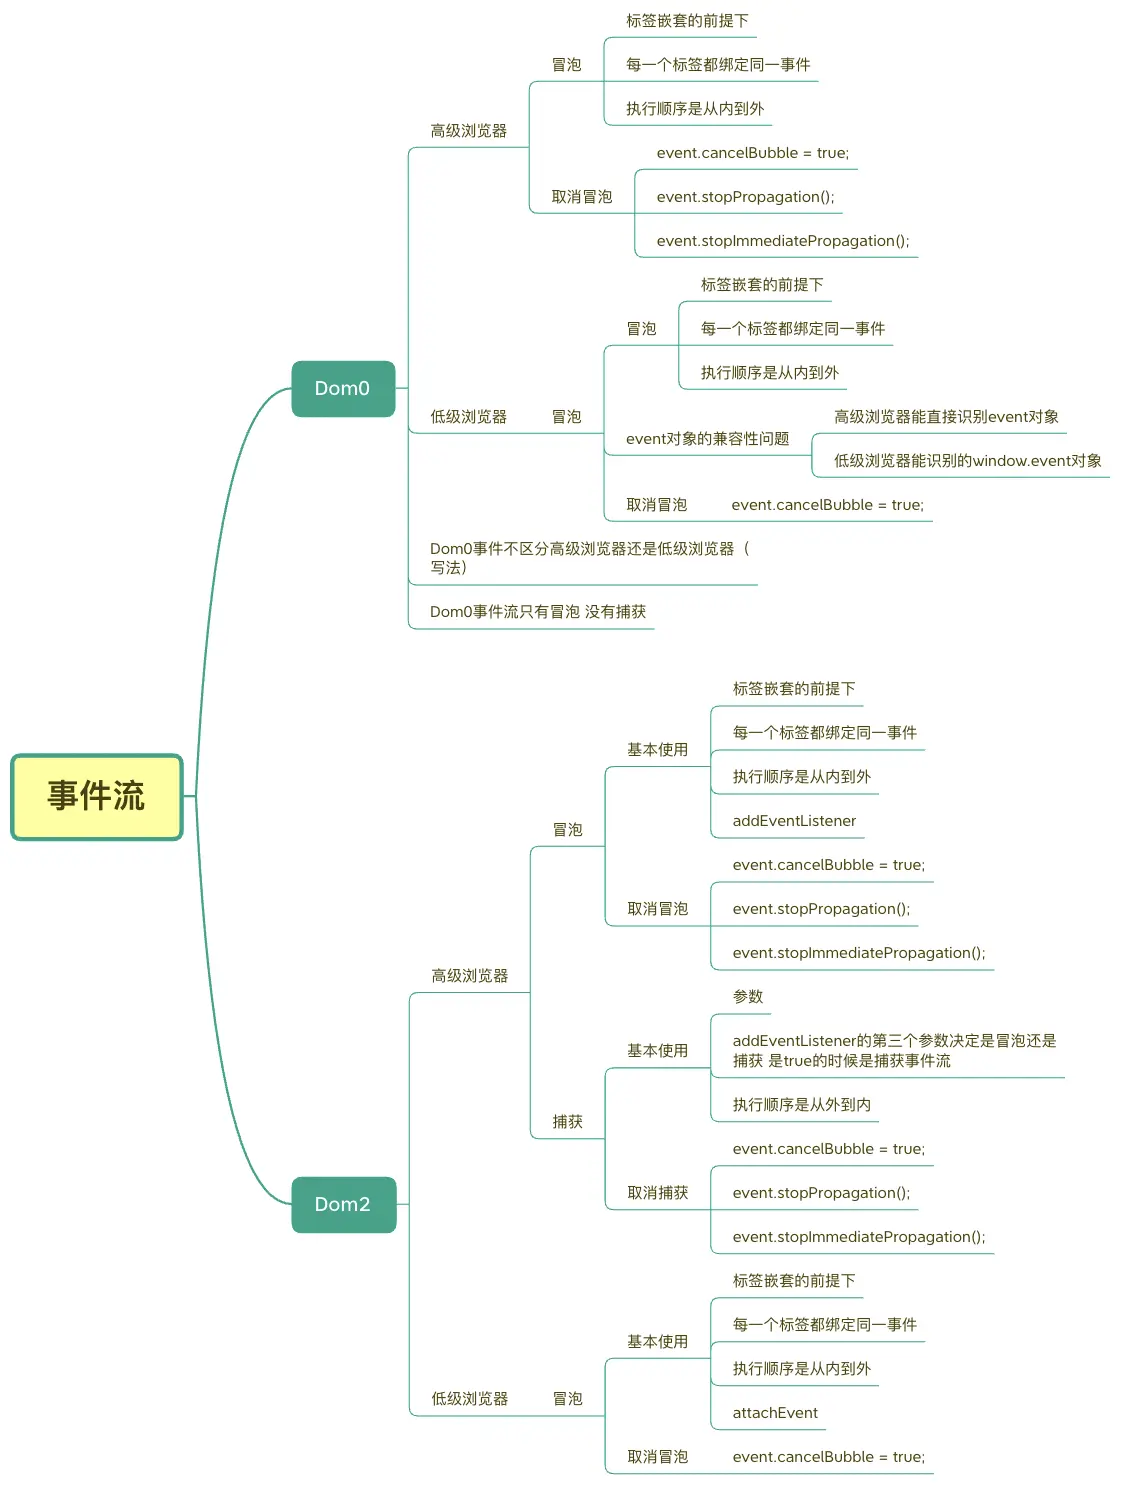 事件流
Dom0
高级浏览器
冒泡
标签嵌套的前提下
每一个标签都绑定同一事件
执行顺序是从内到外
取消冒泡
event.cancelBubble = true;
event.stopPropagation();
event.stopImmediatePropagation();
低级浏览器
冒泡
冒泡
标签嵌套的前提下
每一个标签都绑定同一事件
执行顺序是从内到外
event对象的兼容性问题
高级浏览器能直接识别event对象
低级浏览器能识别的window.event对象
取消冒泡
event.cancelBubble = true;
Dom0事件不区分高级浏览器还是低级浏览器（
写法）
Dom0事件流只有冒泡 没有捕获
Dom2
高级浏览器
冒泡
基本使用
标签嵌套的前提下
每一个标签都绑定同一事件
执行顺序是从内到外
addEventListener
取消冒泡
event.cancelBubble = true;
event.stopPropagation();
event.stopImmediatePropagation();
捕获
基本使用
参数
addEventListener的第三个参数决定是冒泡还是
捕获 是true的时候是捕获事件流
执行顺序是从外到内
取消捕获
event.cancelBubble = true;
event.stopPropagation();
event.stopImmediatePropagation();
低级浏览器
冒泡
基本使用
标签嵌套的前提下
每一个标签都绑定同一事件
执行顺序是从内到外
attachEvent
取消冒泡
event.cancelBubble = true;